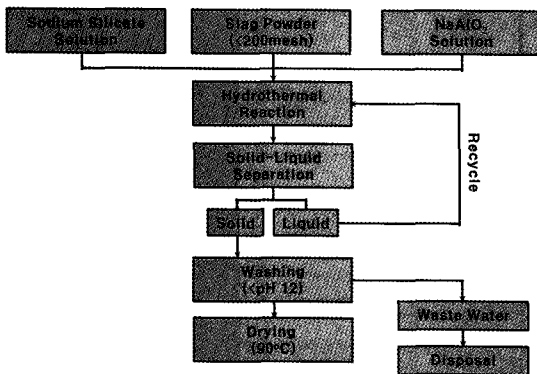 Sodium Silicate
Solution
Slag Powder
(<200mesh)
NaAlO₂
Solution
Hydrothermal
Reaction
Recycle
Solid-Liquid
Separation
Solid
Liquid
Washing
(<pH 12)
Waste Water
Drying
(90℃)
Disposal